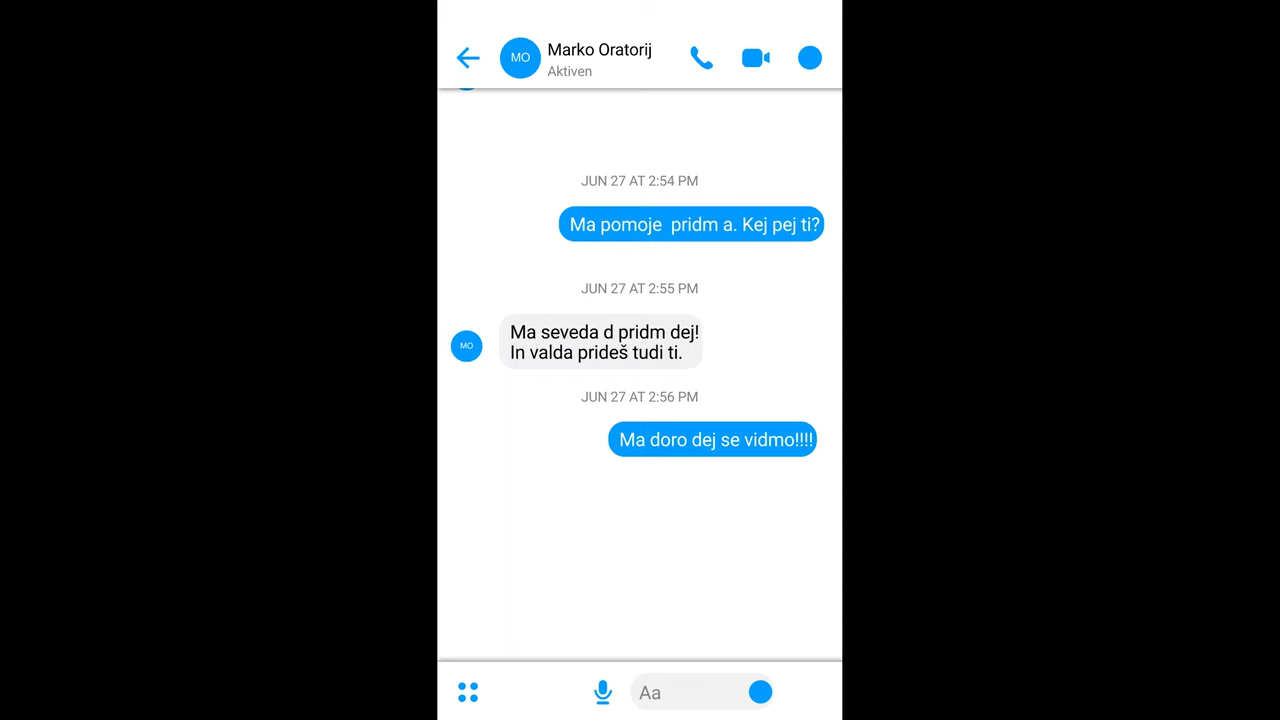 MO
Marko Oratorij
Aktiven
JUN 27 AT 2:54 PM
Ma pomoje  pridm a. Kej pej ti?
JUN 27 AT 2:55 PM
Ma seveda d pridm dej!
In valda prideš tudi ti.
MO
JUN 27 AT 2:56 PM
Ma doro dej se vidmo!!!!
Aa